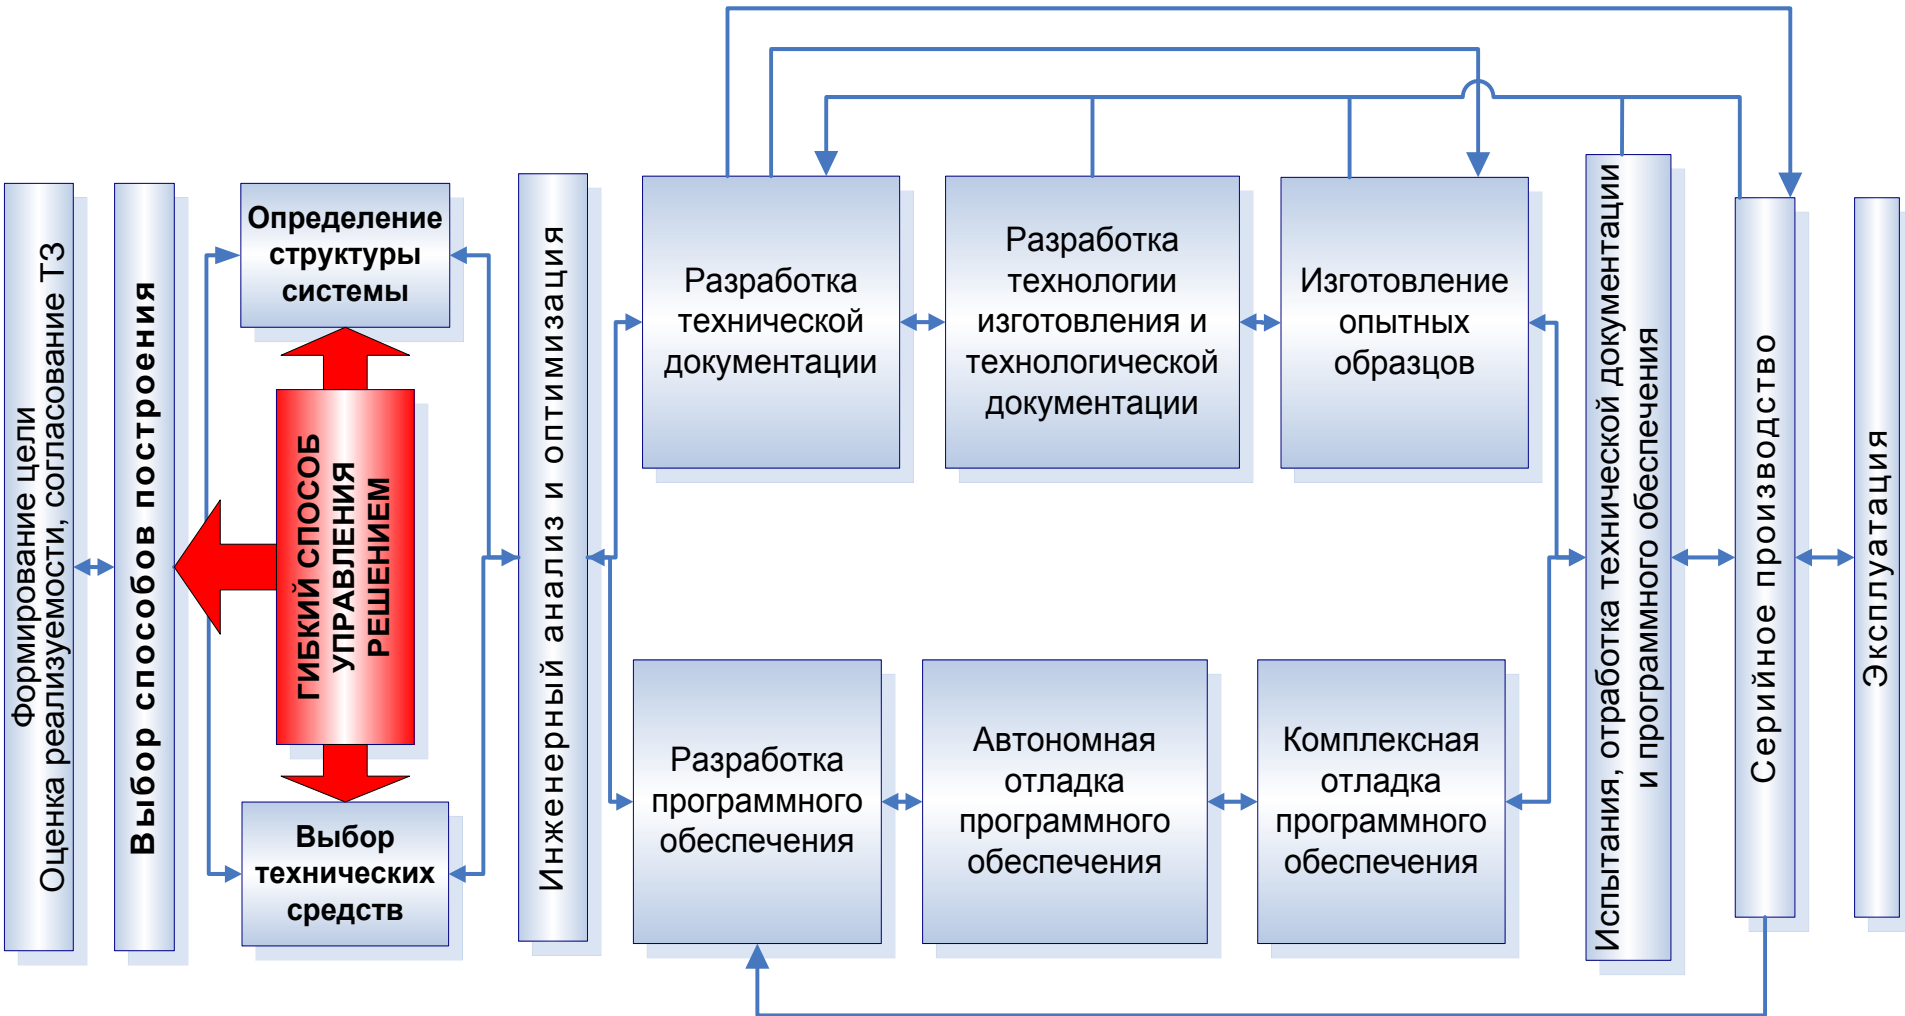 Формирование цели
Оценка реализуемости, согласование ТЗ
Выбор способов построения
Определение
структуры
системы
ГИБКИЙ СПОСОБ
УПРАВЛЕНИЯ
РЕШЕНИЕМ
Выбор
технических
средств
Инженерный анализ и оптимизация
Разработка
технической
документации
Разработка
технологии
изготовления и
технологической
документации
Изготовление
опытных
образцов
Разработка
программного
обеспечения
Автономная
отладка
программного
обеспечения
Комплексная
отладка
программного
обеспечения
Испытания, отработка технической документации
и программного обеспечения
Серийное производство
Эксплуатация